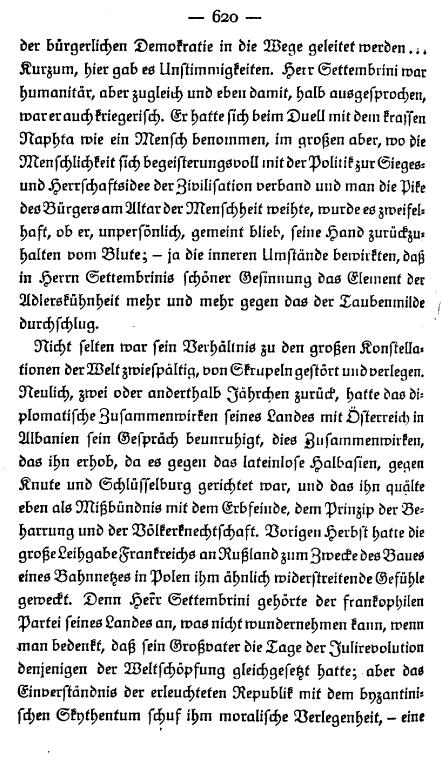 — 620 —
der bürgerlichen Demokratie in die Wege geleitet werden...
Kurzum, hier gab es Unstimmigkeiten. Herr Settembrini war
humanitär, aber zugleich und eben damit, halb ausgesprochen,
war er auch kriegerisch. Er hatte sich beim Duell mit dem krassen
Naphta wie ein Mensch benommen, im großen aber, wo die
Menschlichkeit sich begeisterungsvoll mit der Politik zur Sieges-
und Herrschaftsidee der Zivilisation verband und man die Pike
des Bürgers am Altar der Menschheit weihte, wurde es zweifel-
haft, ob er, unpersönlich, gemeint blieb, seine Hand zurückzu-
halten vom Blute; – ja die inneren Umstände bewirkten, daß
in Herrn Settembrinis schöner Gesinnung das Element der
Adlerskühnheit mehr und mehr gegen das der Taubenmilde
durchschlug.
Nicht selten war sein Verhältnis zu den großen Konstella-
tionen der Welt zwiespältig, von Skrupeln gestört und verlegen.
Neulich, zwei oder anderthalb Jährchen zurück, hatte das di-
plomatische Zusammenwirken seines Landes mit Österreich in
Albanien sein Gespräch beunruhigt, dies Zusammenwirken,
das ihn erhob, da es gegen das lateinlose Halbasien, gegen
Knute und Schlüsselburg gerichtet war, und das ihn quälte
eben als Mißbündnis mit dem Erbfeinde, dem Prinzip der Be-
harrung und der Völkerknechtschaft. Vorigen Herbst hatte die
große Leihgabe Frankreichs an Rußland zum Zwecke des Baues
eines Bahnnetzes in Polen ihm ähnlich widerstreitende Gefühle
geweckt. Denn Herr Settembrini gehörte der frankophilen
Partei seines Landes an, was nicht wundernehmen kann, wenn
man bedenkt, daß sein Großvater die Tage der Julirevolution
denjenigen der Weltschöpfung gleichgesetzt hatte; aber das
Einverständnis der erleuchteten Republik mit dem byzantini-
schen Skythentum schuf ihm moralische Verlegenheit, – eine